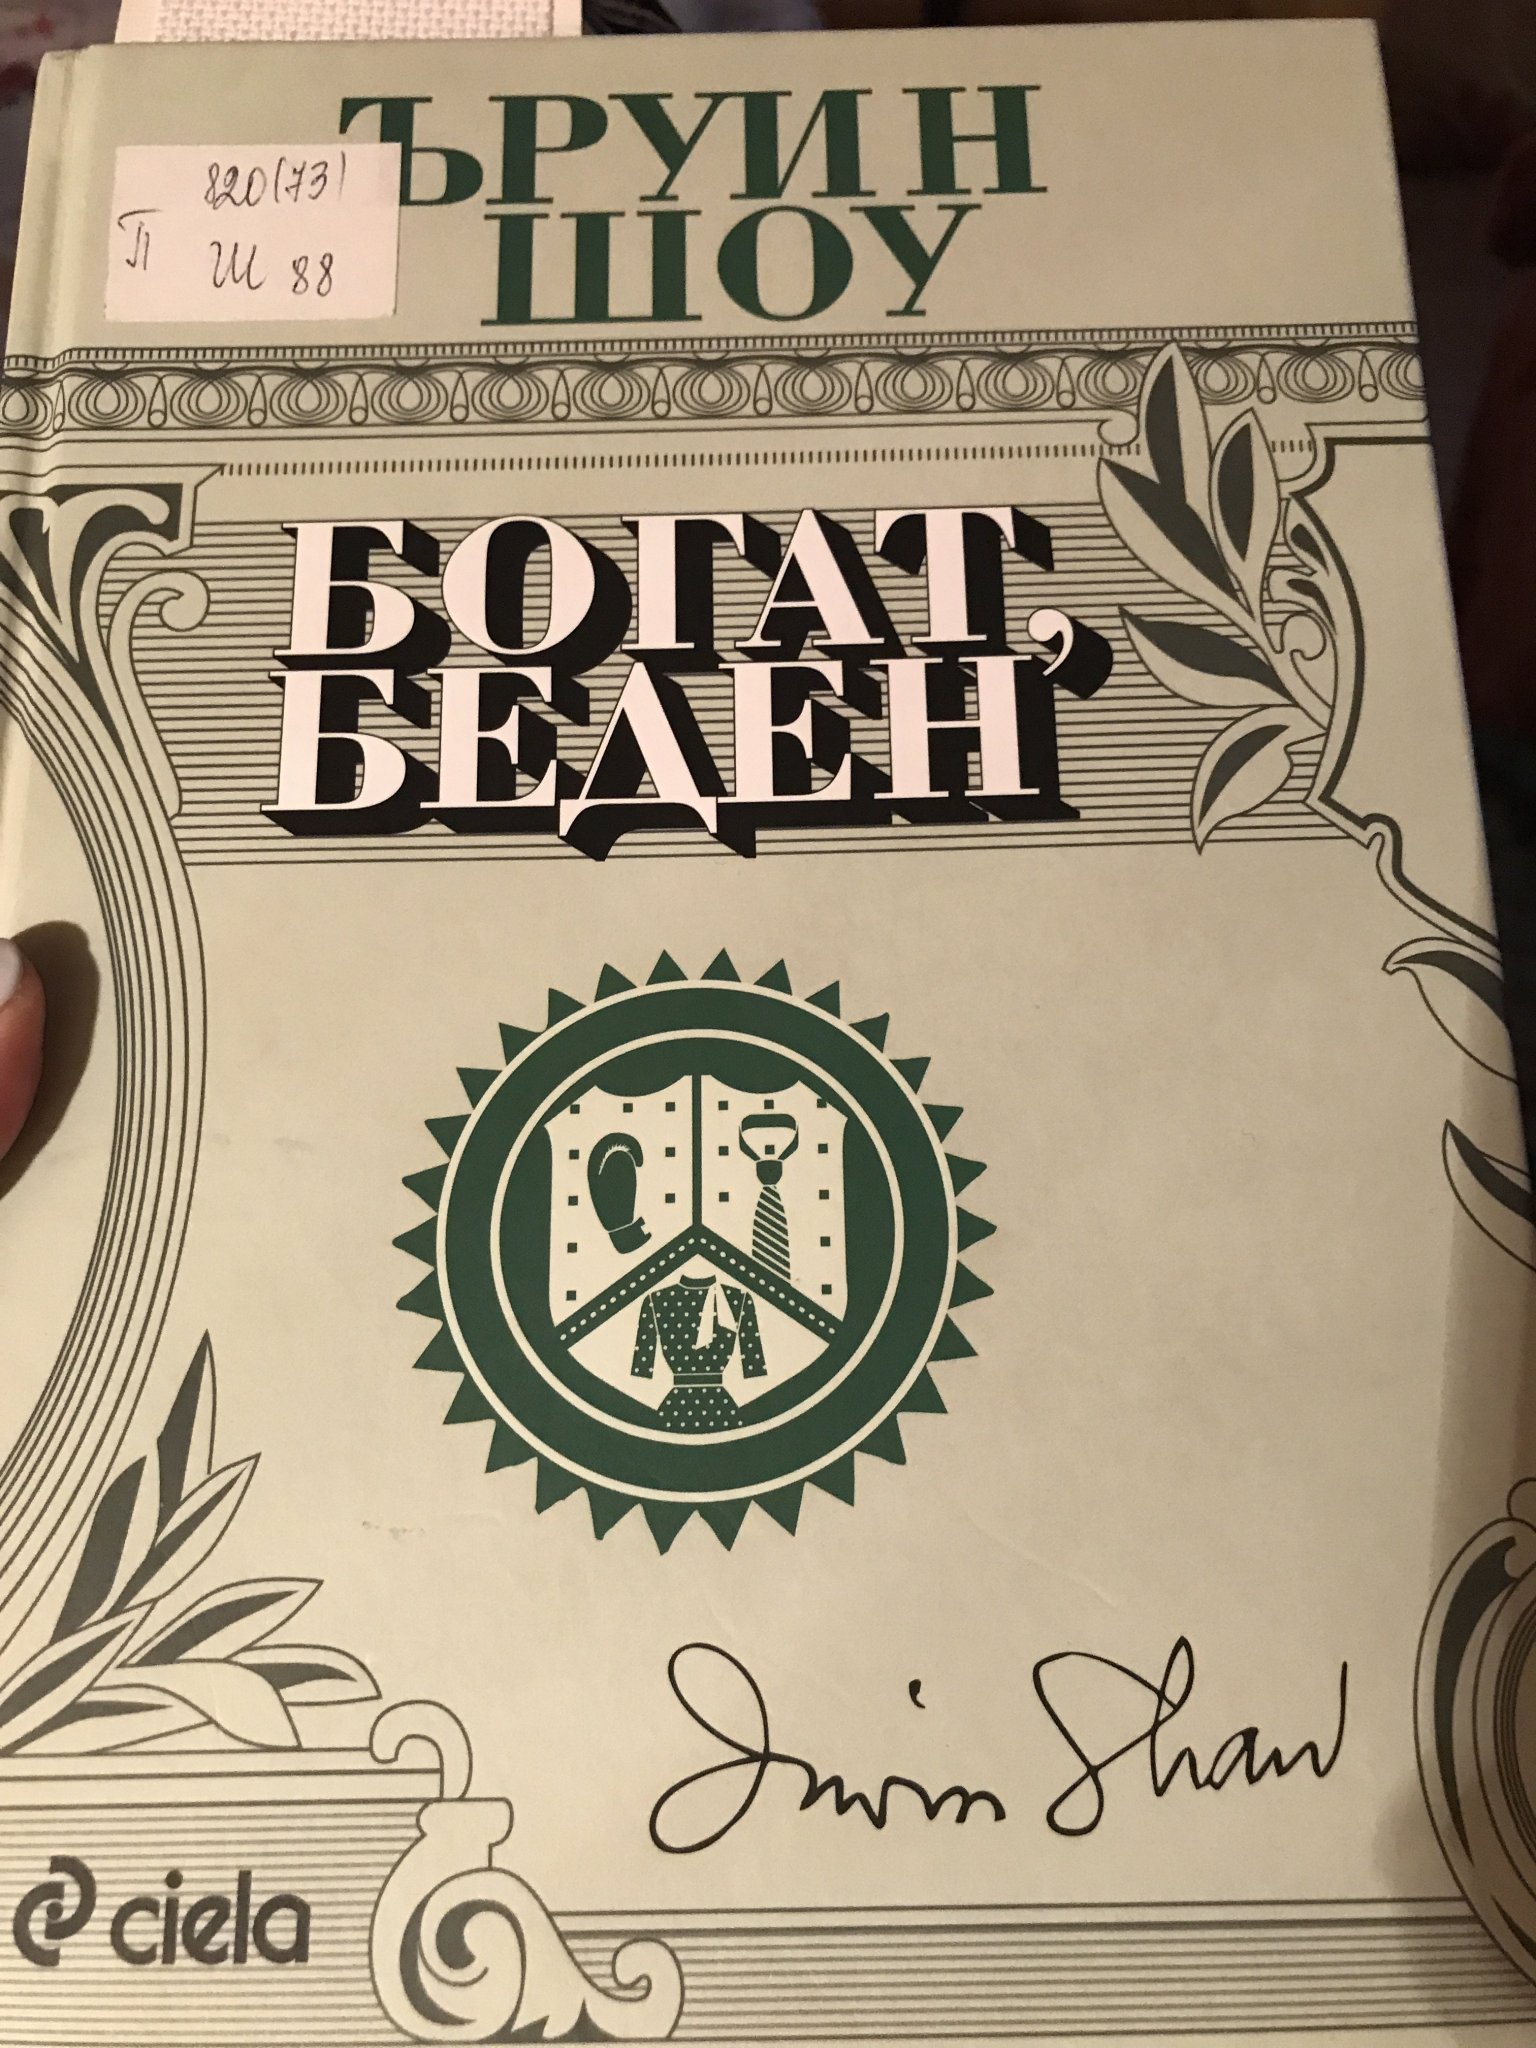 ЪРУИН
ШОУ
820(73)
П Ш 88
БОГАТ,
БЕДЕН
Irwin Shaw
ciela